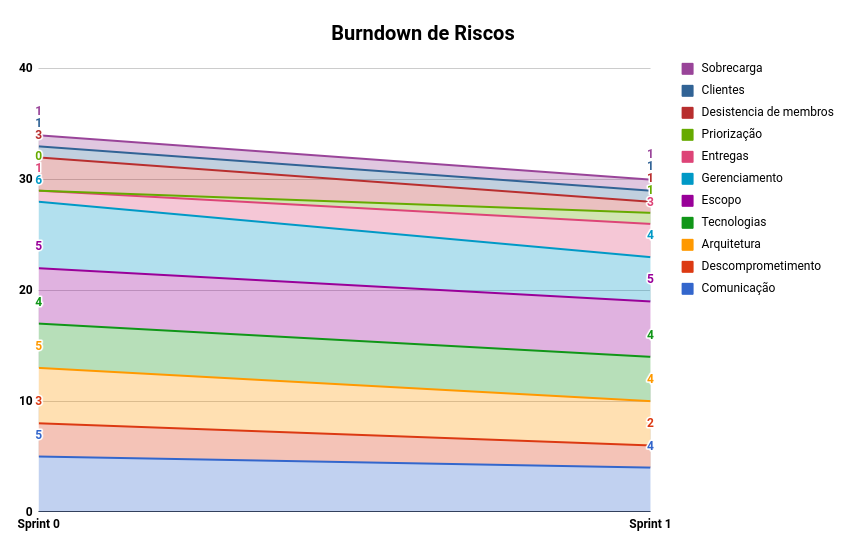 Burndown de Riscos
40
30
20
10
0
1
1
3
0
1
6
5
4
5
3
5
1
1
1
1
3
4
5
4
4
2
4
Sprint 0
Sprint 1
Sobrecarga
Clientes
Desistencia de membros
Priorização
Entregas
Gerenciamento
Escopo
Tecnologias
Arquitetura
Descomprometimento
Comunicação